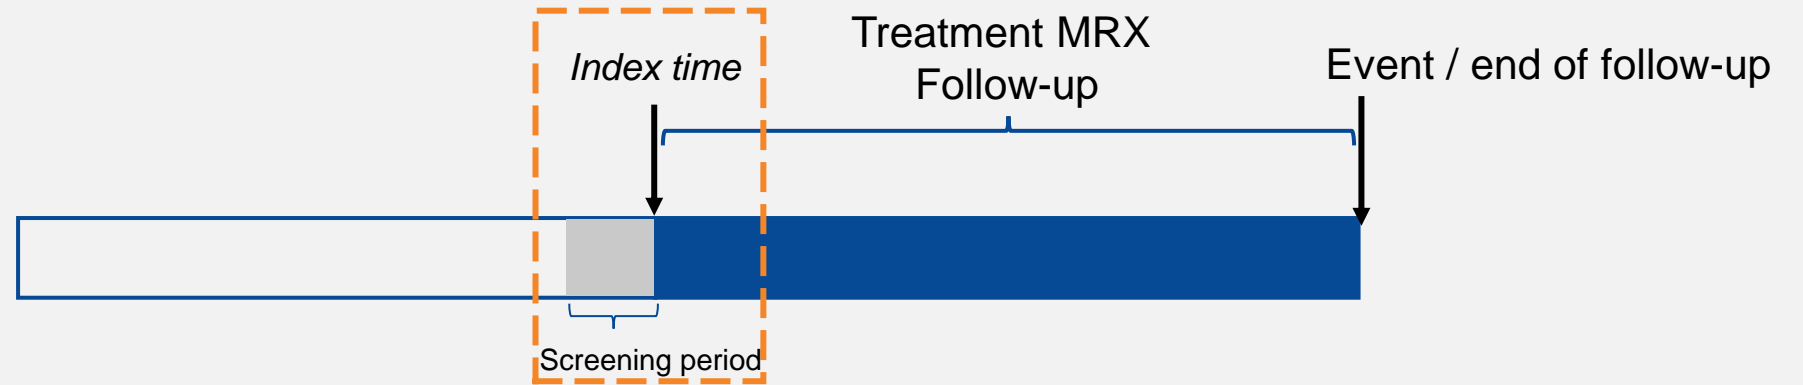 Treatment MRX
Follow-up
Index time
Event / end of follow-up
Screening period